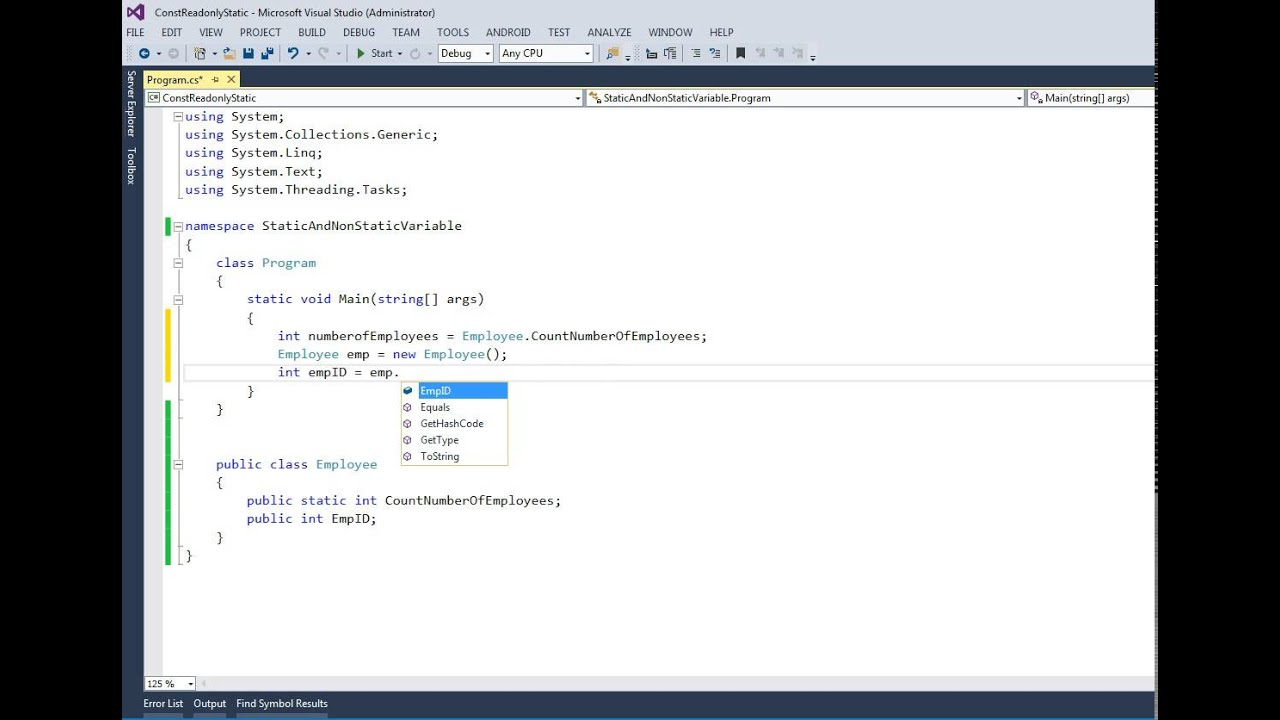 ConstReadonlyStatic - Microsoft Visual Studio (Administrator)
FILE EDIT VIEW PROJECT BUILD DEBUG TEAM TOOLS ANDROID TEST ANALYZE WINDOW HELP
Start Debug Any CPU
Program.cs*
ConstReadonlyStatic StaticAndNonStaticVariable.Program Main(string[] args)
Server Explorer
Toolbox
using System;
using System.Collections.Generic;
using System.Linq;
using System.Text;
using System.Threading.Tasks;
namespace StaticAndNonStaticVariable
{
class Program
{
static void Main(string[] args)
{
int numberofEmployees = Employee.CountNumberOfEmployees;
Employee emp = new Employee();
int empID = emp.
EmpID
Equals
GetHashCode
GetType
ToString
}
}
public class Employee
{
public static int CountNumberOfEmployees;
public int EmpID;
}
}
125 %
Error List Output Find Symbol Results